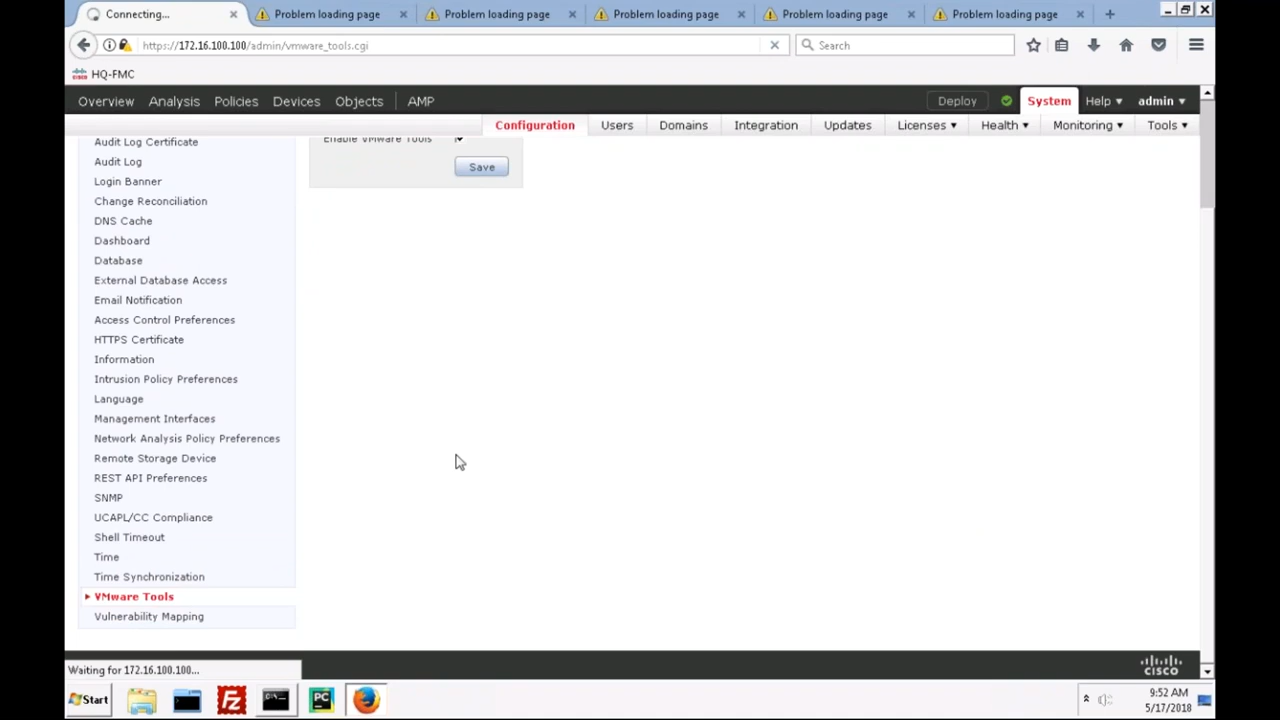 Connecting...
Problem loading page
Problem loading page
Problem loading page
Problem loading page
Problem loading page
https://172.16.100.100/admin/vmware_tools.cgi
Search
HQ-FMC
Overview Analysis Policies Devices Objects AMP
Deploy System Help admin
Configuration Users Domains Integration Updates Licenses Health Monitoring Tools
Audit Log Certificate
Enable VMware Tools
Save
Audit Log
Login Banner
Change Reconciliation
DNS Cache
Dashboard
Database
External Database Access
Email Notification
Access Control Preferences
HTTPS Certificate
Information
Intrusion Policy Preferences
Language
Management Interfaces
Network Analysis Policy Preferences
Remote Storage Device
REST API Preferences
SNMP
UCAPL/CC Compliance
Shell Timeout
Time
Time Synchronization
VMware Tools
Vulnerability Mapping
Waiting for 172.16.100.100...
CISCO
Start
PC
9:52 AM
5/17/2018